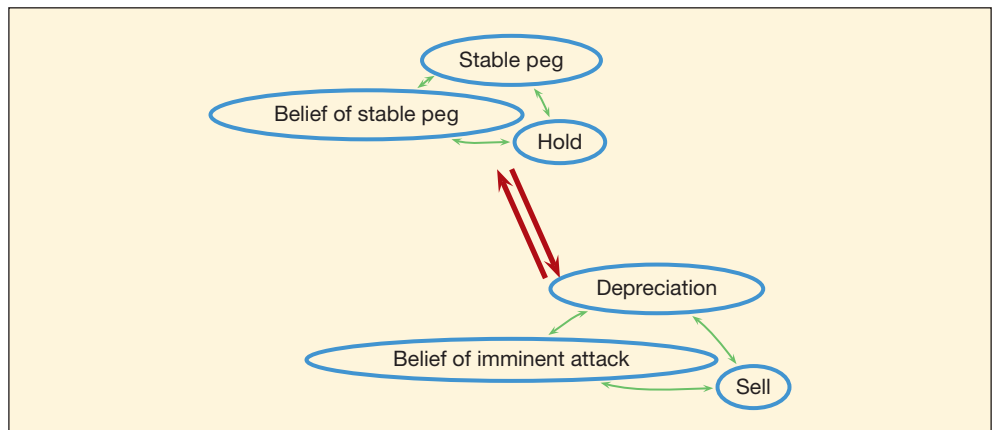 Stable peg
Belief of stable peg
Hold
Depreciation
Belief of imminent attack
Sell